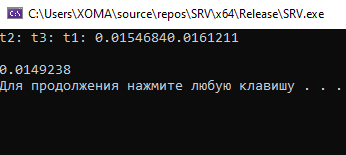 C:\Users\XOMA\source\repos\SRV\x64\Release\SRV.exe
t2: t3: t1: 0.01546840.0161211
0.0149238
Для продолжения нажмите любую клавишу . . .